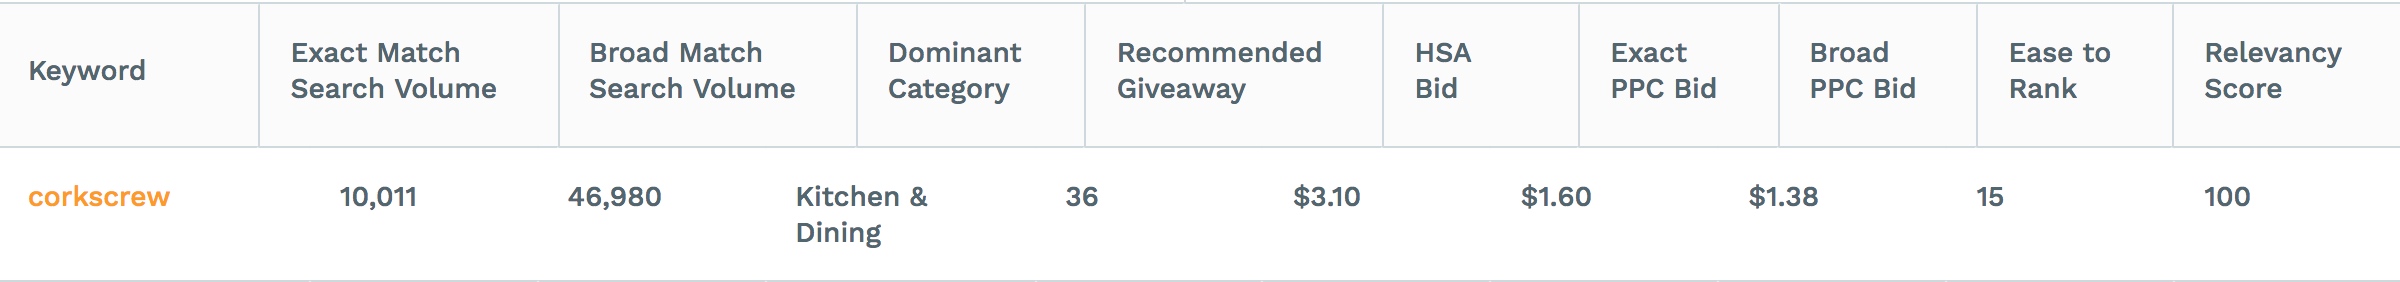 Keyword
Exact Match
Search Volume
Broad Match
Search Volume
Dominant
Category
Recommended
Giveaway
HSA
Bid
Exact
PPC Bid
Broad
PPC Bid
Ease to
Rank
Relevancy
Score
corkscrew
10,011
46,980
Kitchen &
Dining
36
$3.10
$1.60
$1.38
15
100